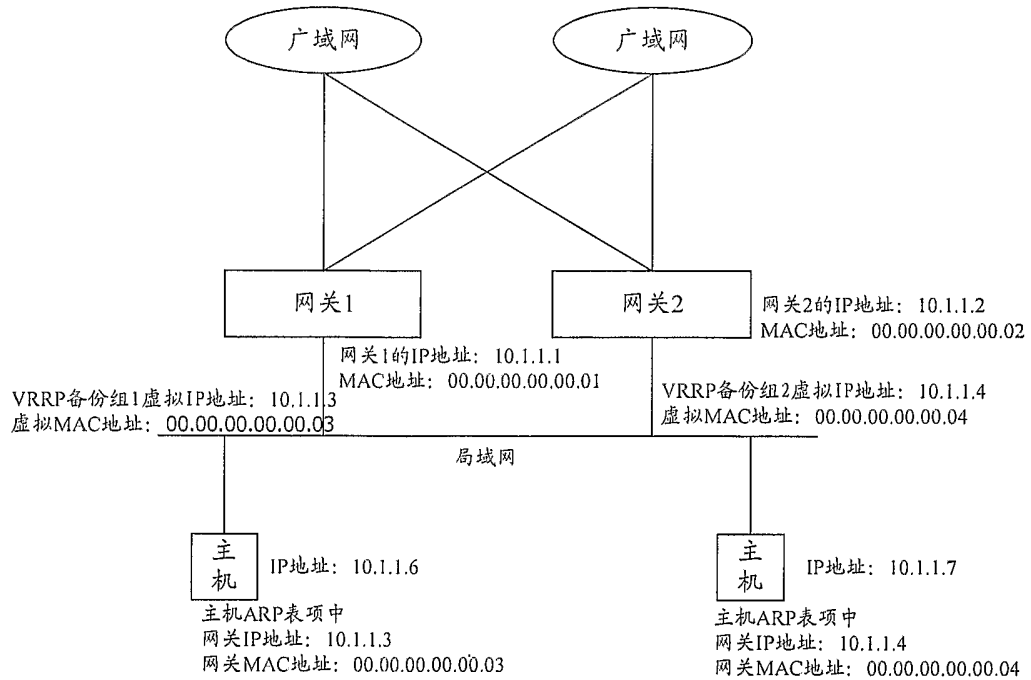 广域网
广域网
网关1
网关2
网关2的IP地址：10.1.1.2
MAC地址：00.00.00.00.00.02
网关1的IP地址：10.1.1.1
MAC地址：00.00.00.00.00.01
VRRP备份组1虚拟IP地址：10.1.1.3
虚拟MAC地址：00.00.00.00.00.03
VRRP备份组2虚拟IP地址：10.1.1.4
虚拟MAC地址：00.00.00.00.00.04
局域网
主
机
IP地址：10.1.1.6
主机ARP表项中
网关IP地址：10.1.1.3
网关MAC地址：00.00.00.00.00.03
主
机
IP地址：10.1.1.7
主机ARP表项中
网关IP地址：10.1.1.4
网关MAC地址：00.00.00.00.00.04